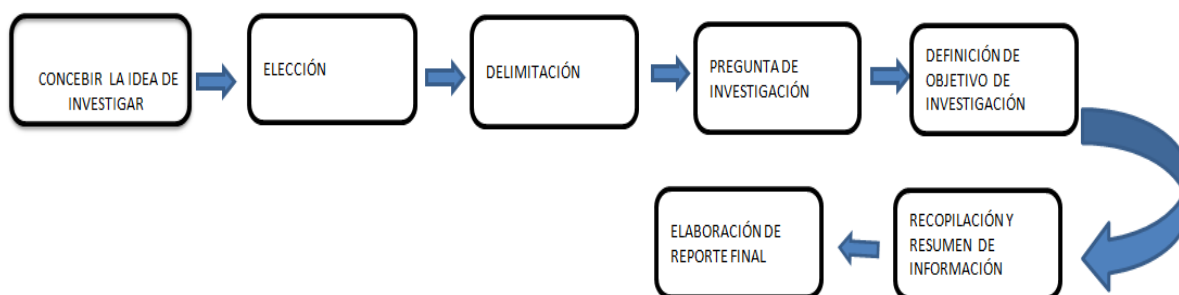 CONCEBIR LA IDEA DE
INVESTIGAR
ELECCIÓN
DELIMITACIÓN
PREGUNTA DE
INVESTIGACIÓN
DEFINICIÓN DE
OBJETIVO DE
INVESTIGACIÓN
RECOPILACIÓN Y
RESUMEN DE
INFORMACIÓN
ELABORACIÓN DE
REPORTE FINAL